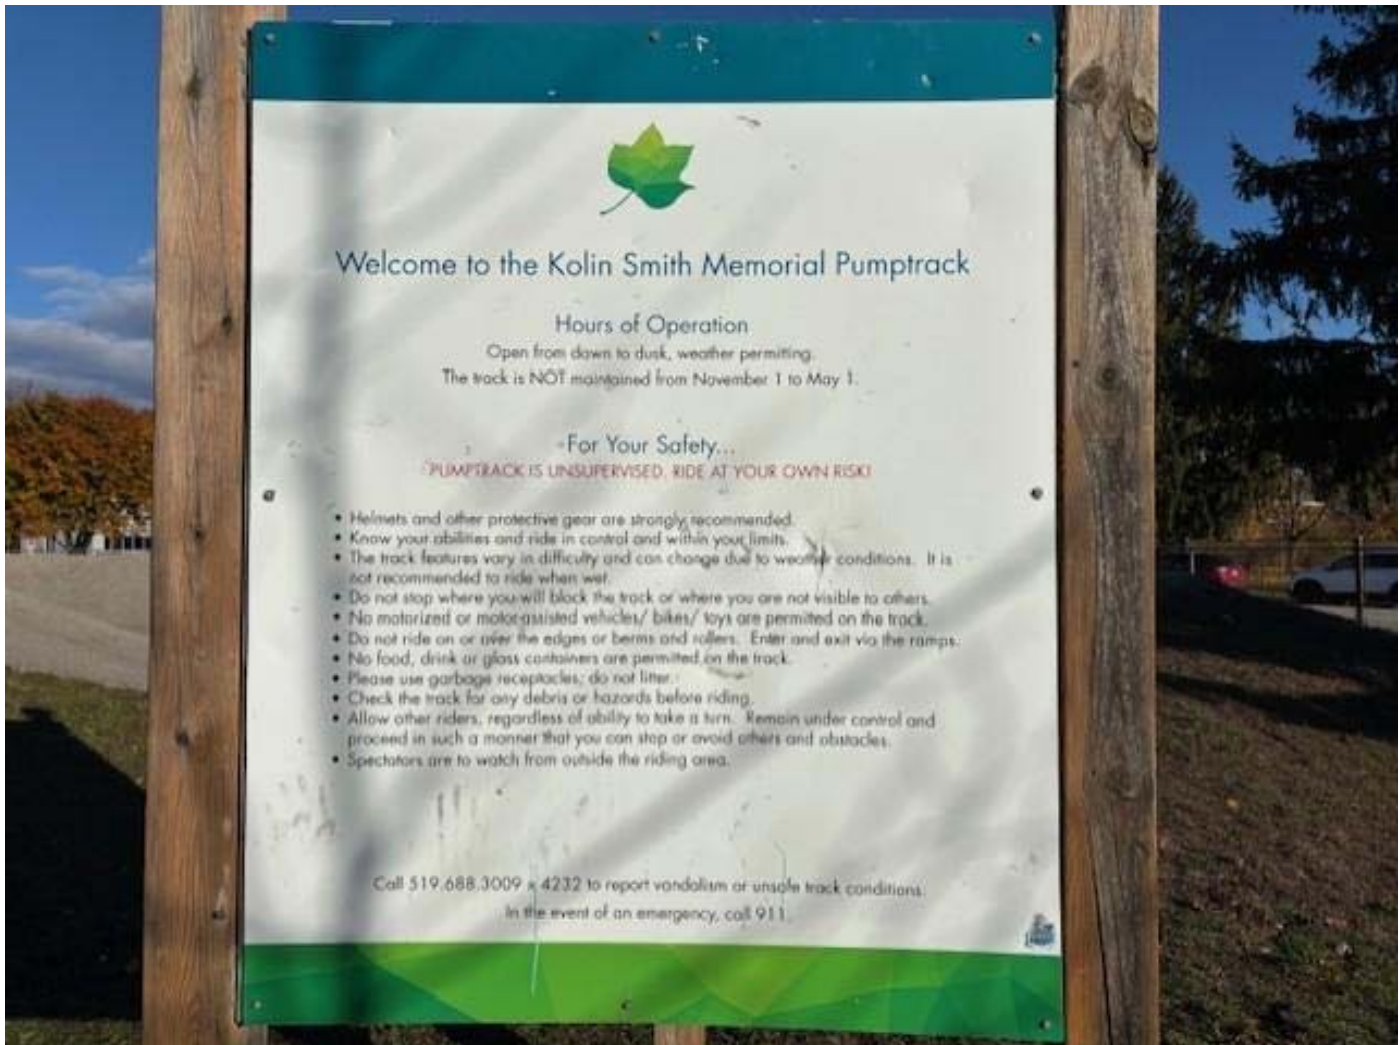 Welcome to the Kolin Smith Memorial Pumptrack
Hours of Operation
Open from dawn to dusk, weather permitting.
The track is NOT maintained from November 1 to May 1.
For Your Safety...
PUMPTRACK IS UNSUPERVISED. RIDE AT YOUR OWN RISK!
• Helmets and other protective gear are strongly recommended.
• Know your abilities and ride in control and within your limits.
• The track features vary in difficulty and can change due to weather conditions. It is
not recommended to ride when wet.
• Do not stop where you will block the track or where you are not visible to others.
• No motorized or motor-assisted vehicles/ bikes/ toys are permitted on the track.
• Do not ride on or over the edges or berms and rollers. Enter and exit via the ramps.
• No food, drink or glass containers are permitted on the track.
• Please use garbage receptacles; do not litter.
• Check the track for any debris or hazards before riding.
• Allow other riders, regardless of ability to take a turn. Remain under control and
proceed in such a manner that you can stop or avoid others and obstacles.
• Spectators are to watch from outside the riding area.
Call 519.688.3009 x 4232 to report vandalism or unsafe track conditions.
In the event of an emergency, call 911.